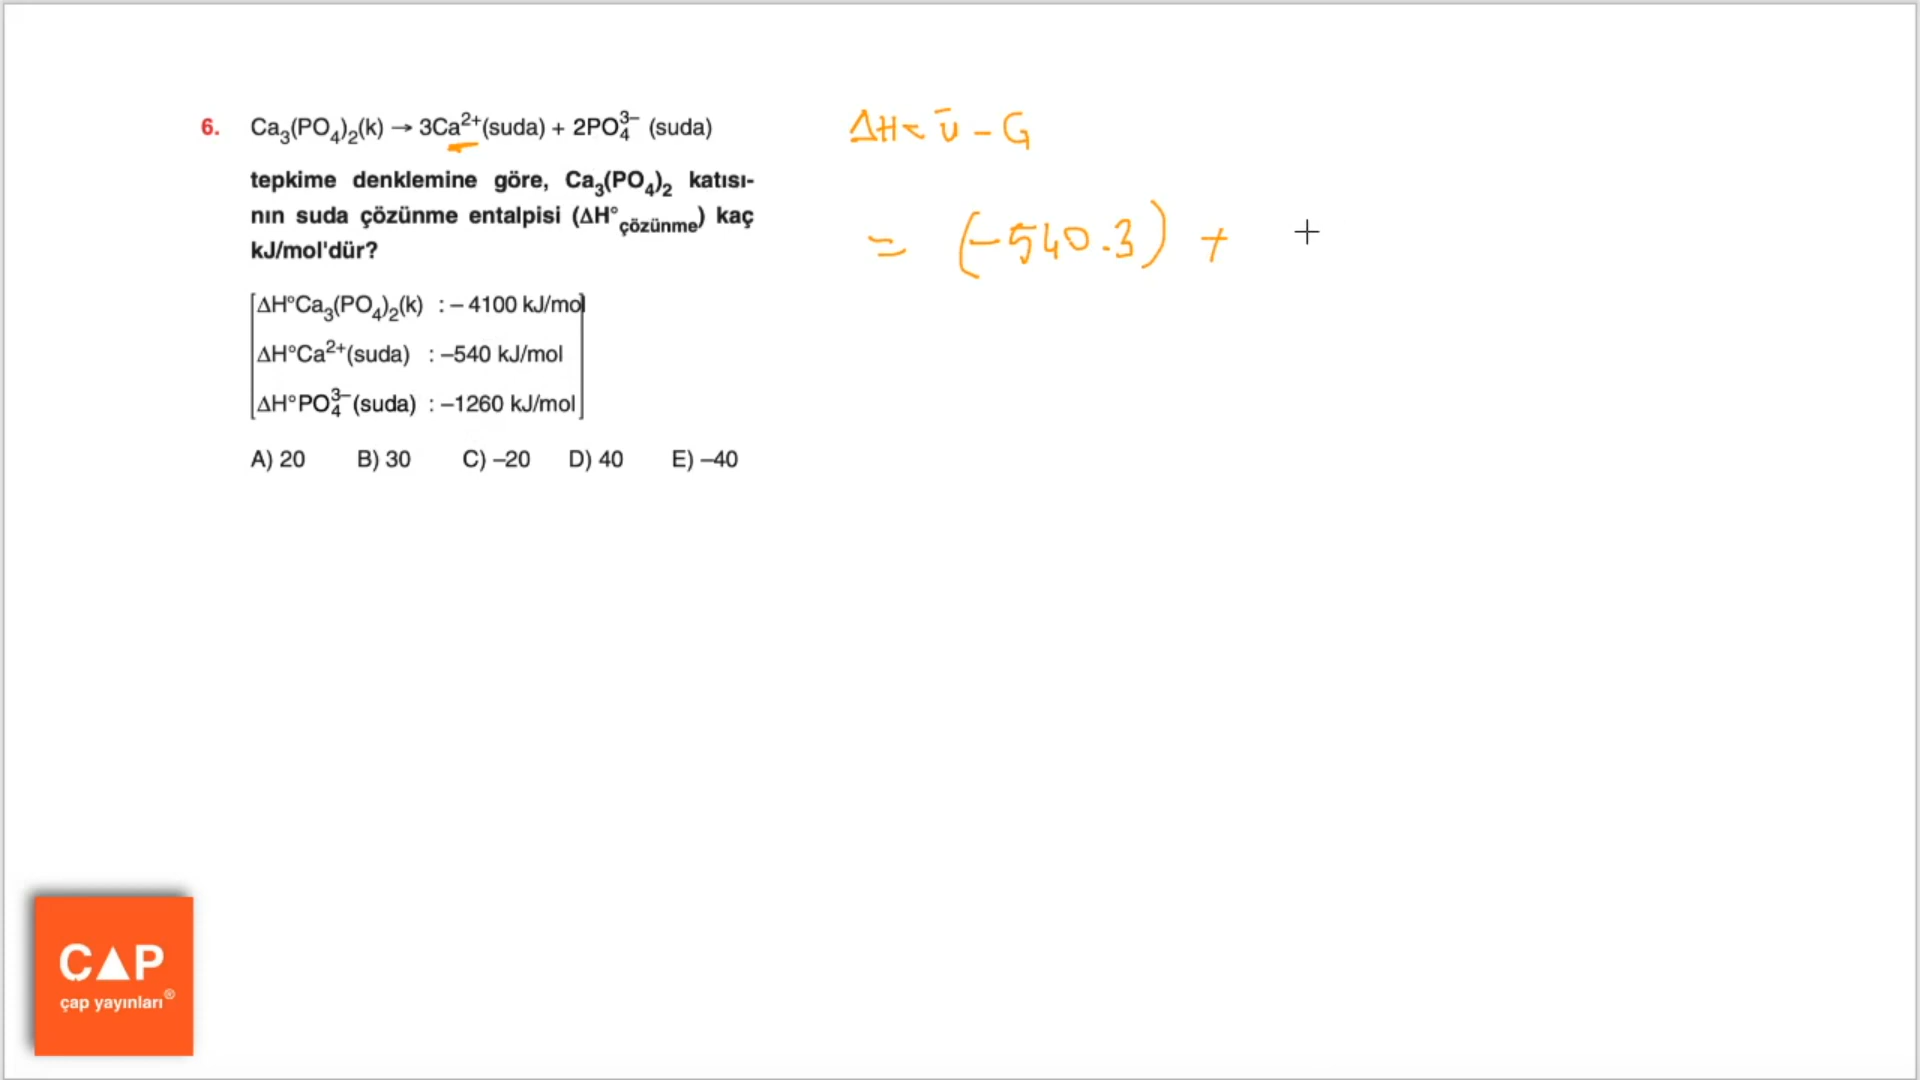 6. Ca₃(PO₄)₂(k) → 3Ca²⁺(suda) + 2PO₄³⁻ (suda)
tepkime denklemine göre, Ca₃(PO₄)₂ katısı-
nın suda çözünme entalpisi (ΔH°çözünme) kaç
kJ/mol'dür?
ΔH°Ca₃(PO₄)₂(k) : – 4100 kJ/mol
ΔH°Ca²⁺(suda) : –540 kJ/mol
ΔH°PO₄³⁻(suda) : –1260 kJ/mol
A) 20 B) 30 C) –20 D) 40 E) –40
ΔH = Ü - G
= (-540.3) +
CAP
çap yayınları®